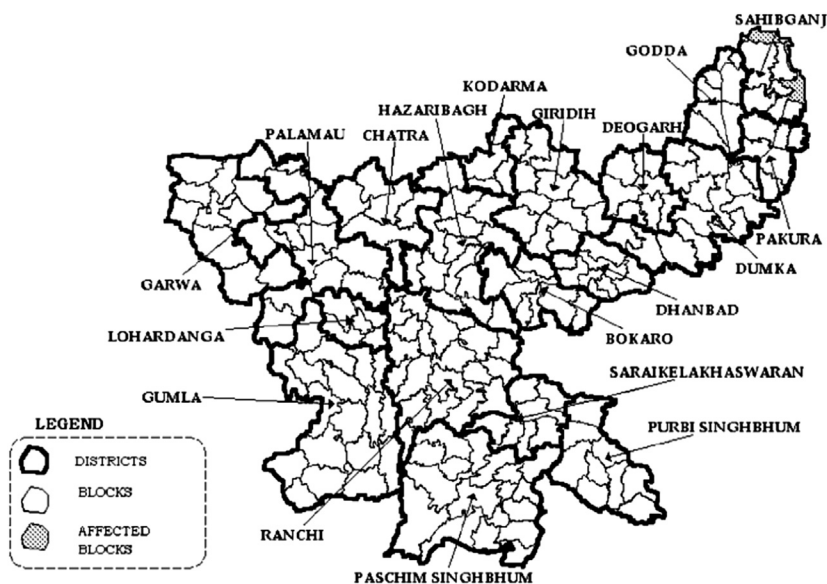 SAHIBGANJ
GODDA
KODARMA
HAZARIBAGH
GIRIDIH
PALAMAU
CHATRA
DEOGARH
PAKURA
GARWA
DUMKA
DHANBAD
LOHARDANGA
BOKARO
SARAIKELAKHASWARAN
GUMLA
PURBI SINGHBHUM
LEGEND
DISTRICTS
BLOCKS
AFFECTED
BLOCKS
RANCHI
PASCHIM SINGHBHUM